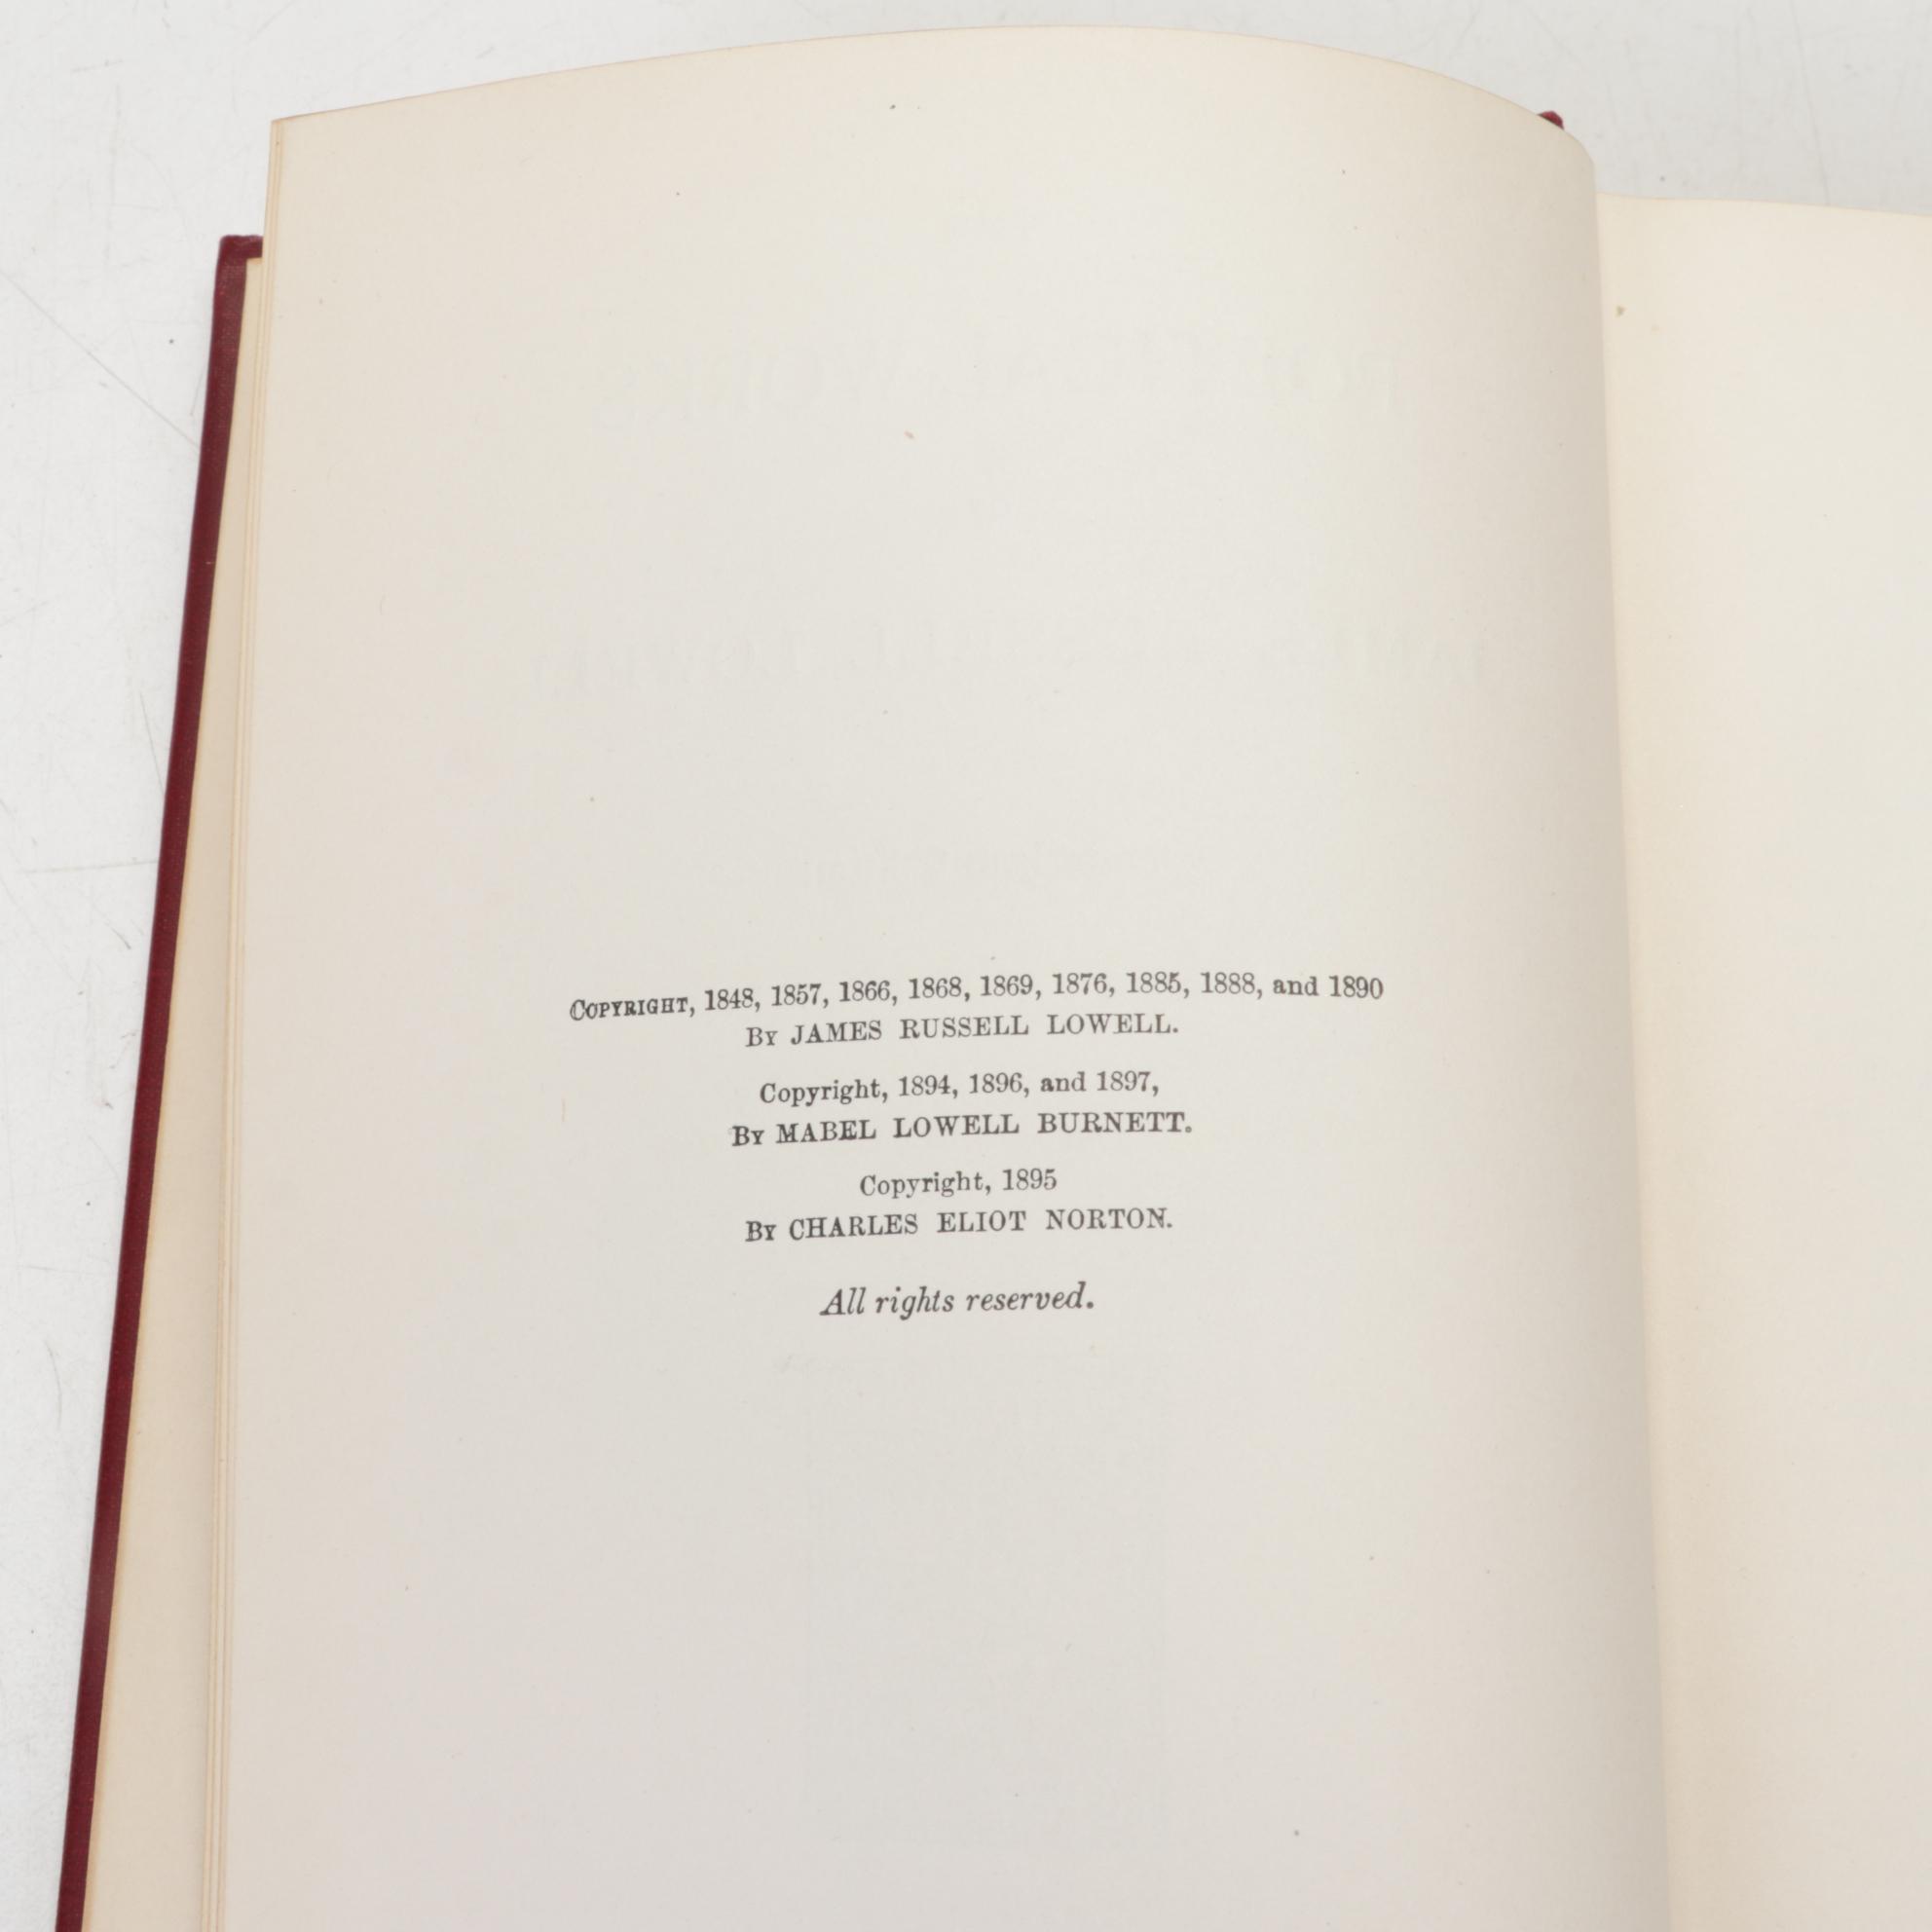 COPYRIGHT, 1848, 1857, 1866, 1868, 1869, 1876, 1885, 1888, and 1890
BY JAMES RUSSELL LOWELL.
Copyright, 1894, 1896, and 1897,
BY MABEL LOWELL BURNETT.
Copyright, 1895
BY CHARLES ELIOT NORTON.
All rights reserved.